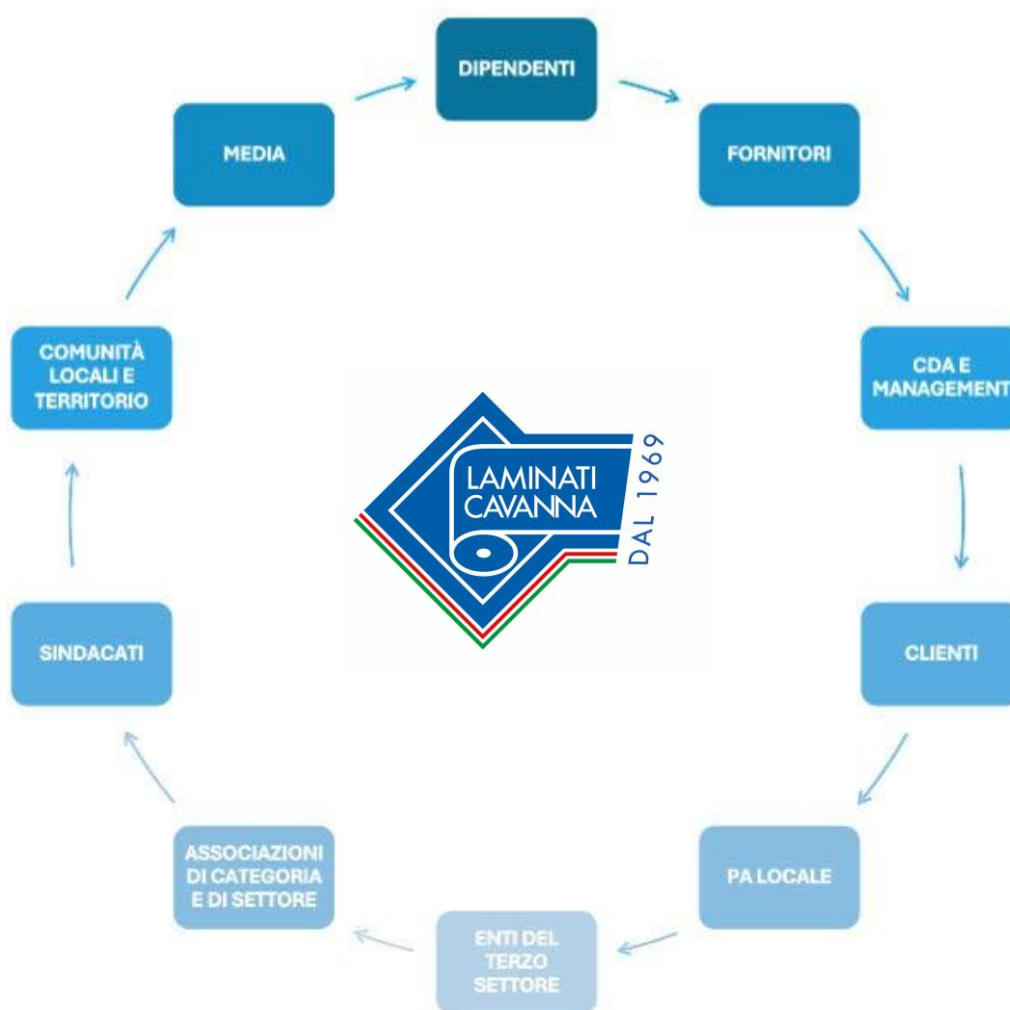 DIPENDENTI
FORNITORI
CDA E
MANAGEMENT
CLIENTI
PA LOCALE
ENTI DEL
TERZO
SETTORE
ASSOCIAZIONI
DI CATEGORIA
E DI SETTORE
SINDACATI
COMUNITÀ
LOCALI E
TERRITORIO
MEDIA
LAMINATI
CAVANNA
DAL 1969